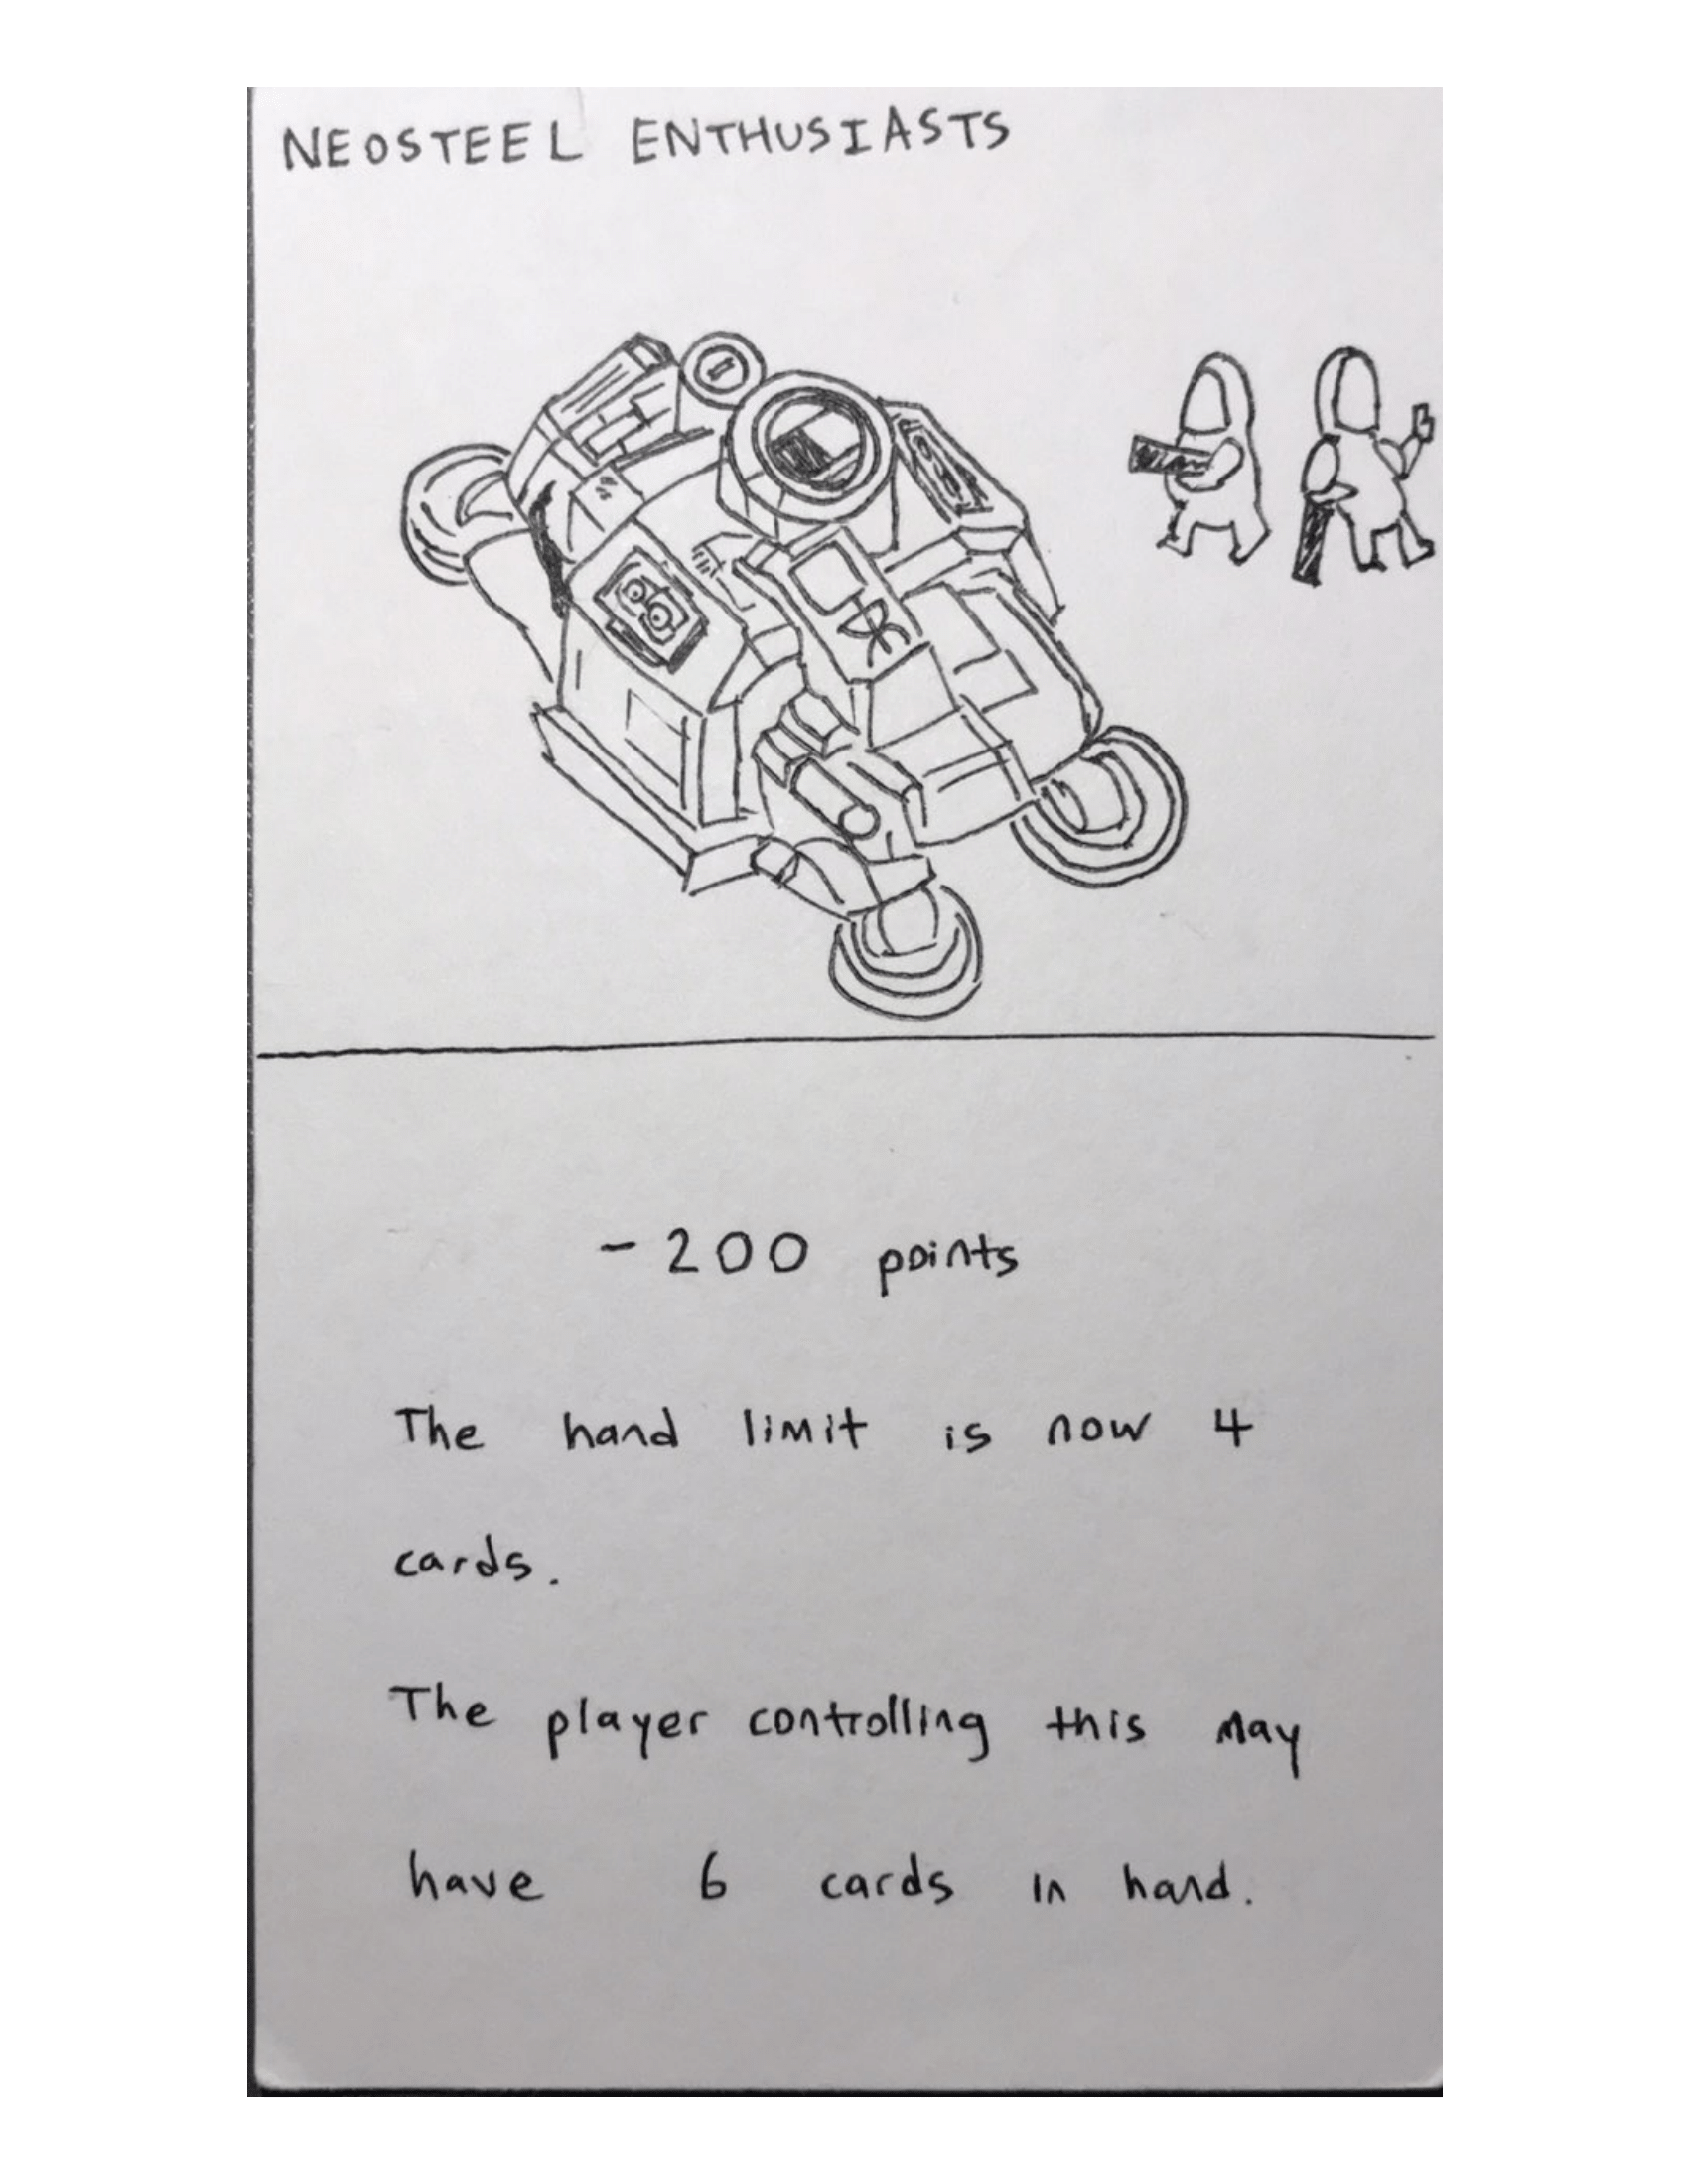 NEOSTEEL ENTHUSIASTS
-200 points
The hand limit is now 4
cards.
The player controlling this may
have 6 cards in hand.